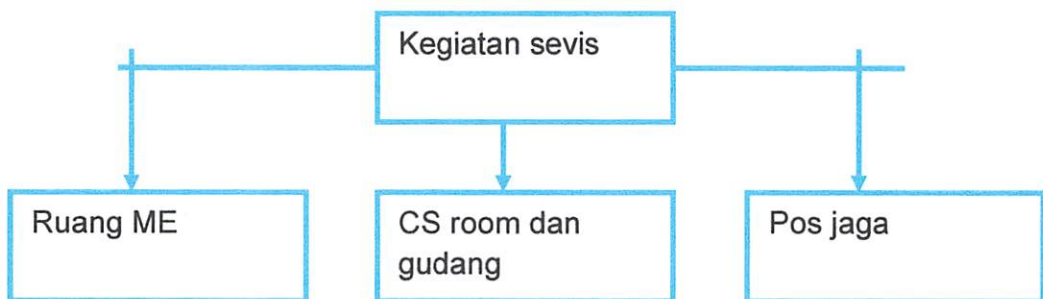 Kegiatan sevis
Ruang ME
CS room dan
gudang
Pos jaga